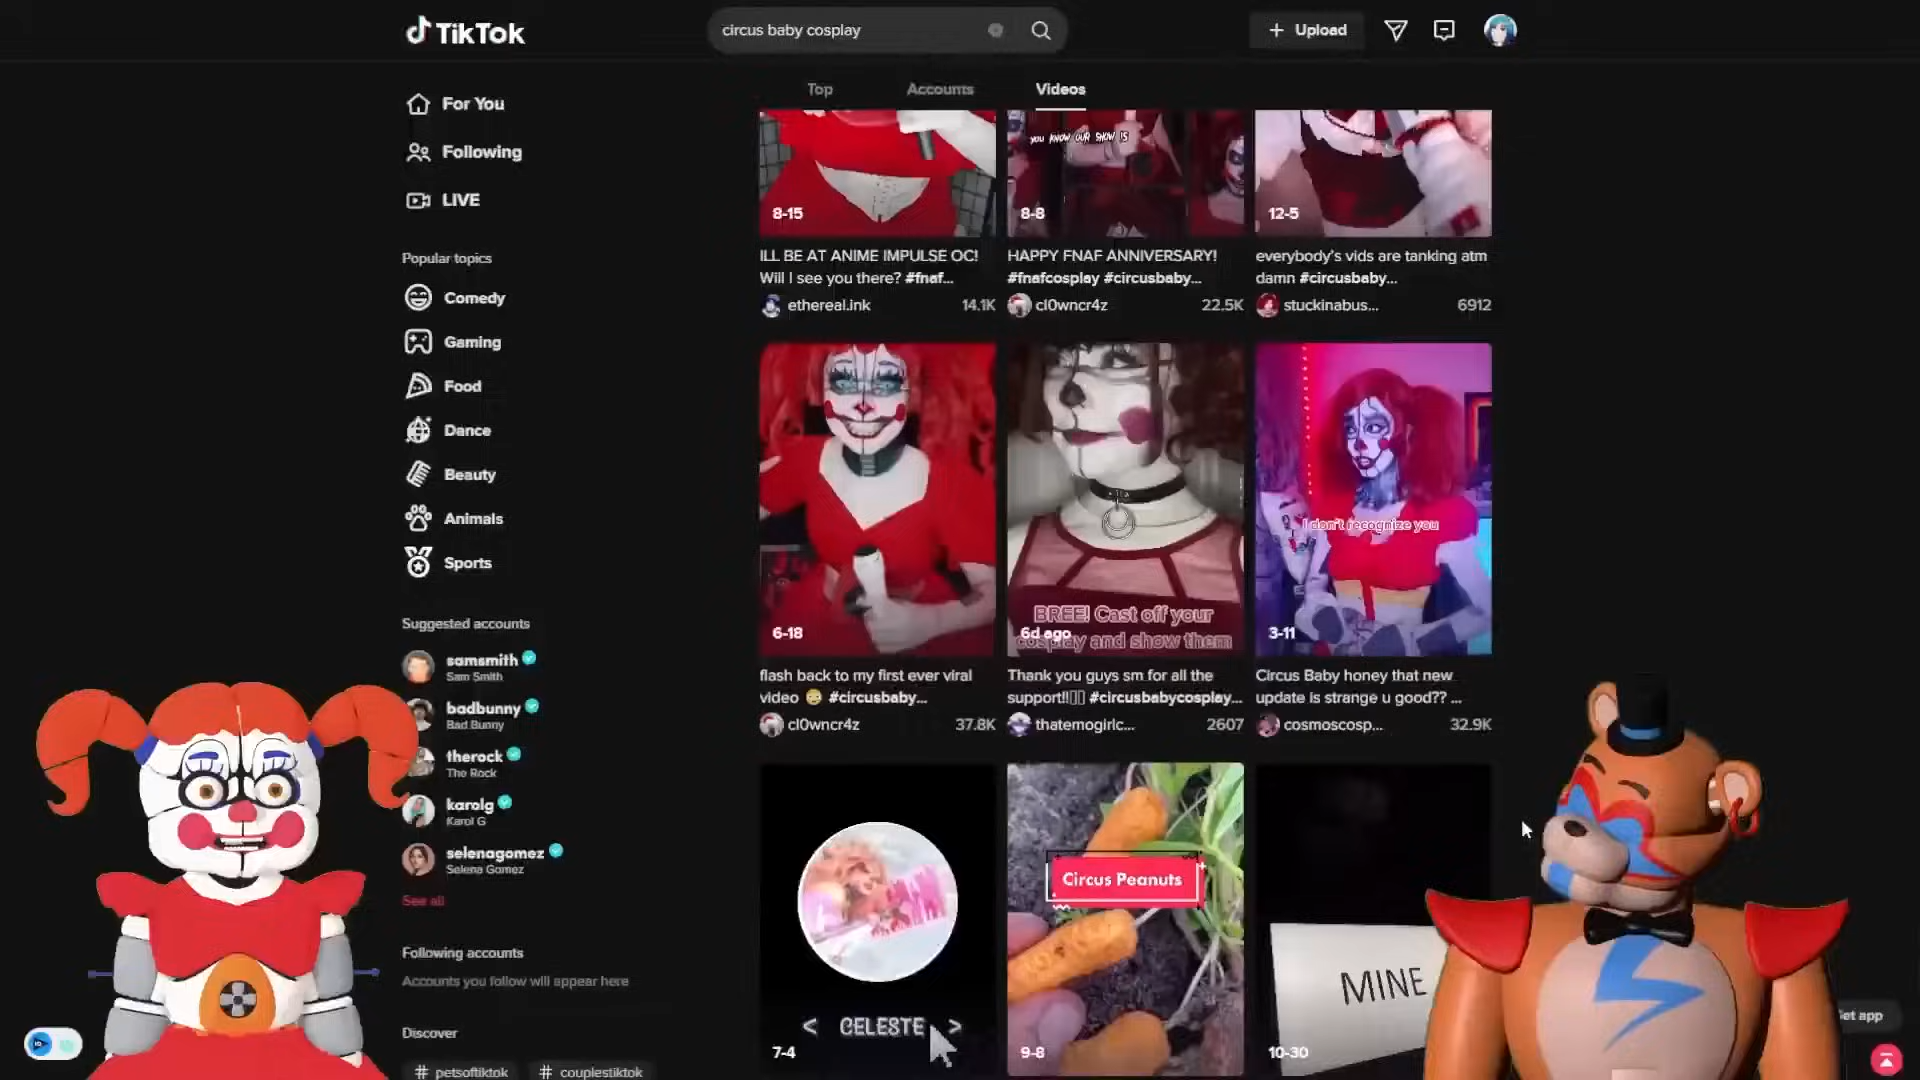 TikTok
circus baby cosplay
Upload
For You
Following
LIVE
Popular topics
Comedy
Gaming
Food
Dance
Beauty
Animals
Sports
Suggested accounts
samsmith
Sam Smith
badbunny
Bad Bunny
therock
The Rock
karolg
Karol G
selenagomez
Selena Gomez
See all
Following accounts
Accounts you follow will appear here
Discover
# petsoftiktok
# couplestiktok
Top
Accounts
Videos
8-15
ILL BE AT ANIME IMPULSE OC!
Will I see you there? #fnaf...
ethereal.ink
14.1K
YOU KNOW OUR SHOW IS
8-8
HAPPY FNAF ANNIVERSARY!
#fnafcosplay #circusbaby...
cl0wncr4z
22.5K
12-5
everybody's vids are tanking atm
damn #circusbaby...
stuckinabus...
6912
6-18
flash back to my first ever viral
video 😳 #circusbaby...
cl0wncr4z
37.8K
BREE! Cast off your
cosplay and show them
6d ago
Thank you guys sm for all the
support!!▯▯ #circusbabycosplay...
thatemogirlc...
2607
I don't recognize you
3-11
Circus Baby honey that new
update is strange u good?? ...
cosmoscosp...
32.9K
< CELESTE >
7-4
Circus Peanuts
9-8
MINE
10-30
et app